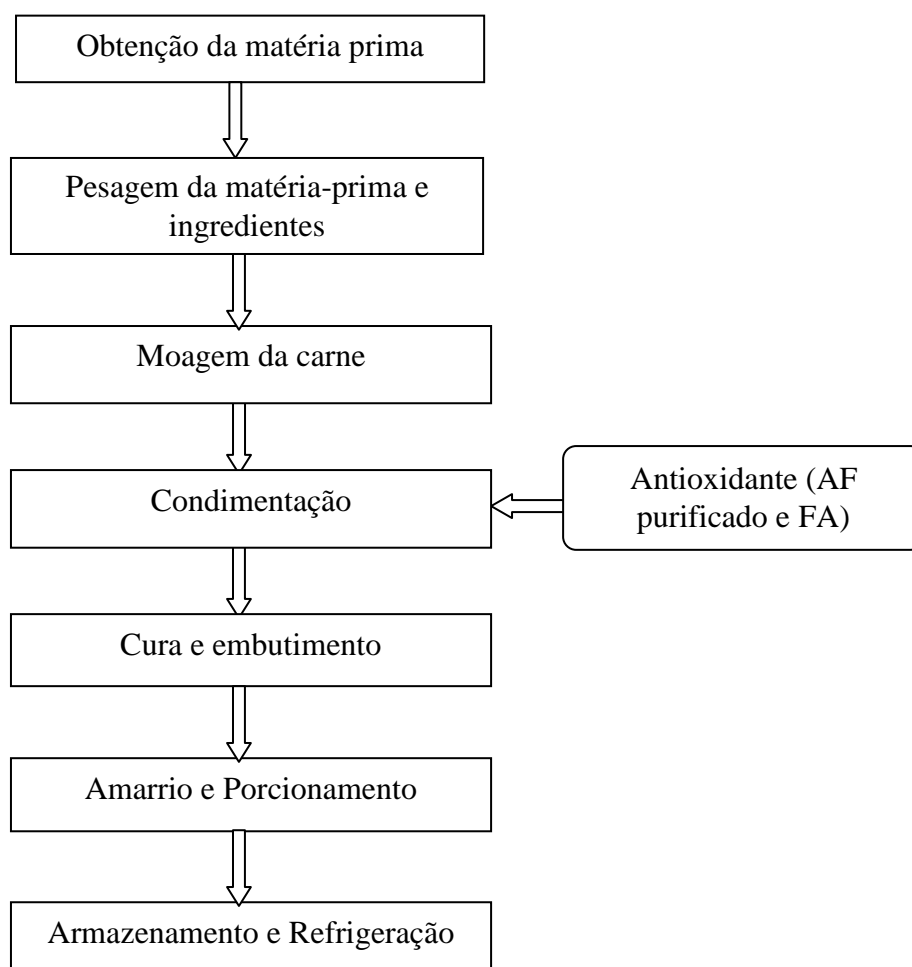 Obtenção da matéria prima
Pesagem da matéria-prima e
ingredientes
Moagem da carne
Condimentação
Antioxidante (AF
purificado e FA)
Cura e embutimento
Amarrio e Porcionamento
Armazenamento e Refrigeração